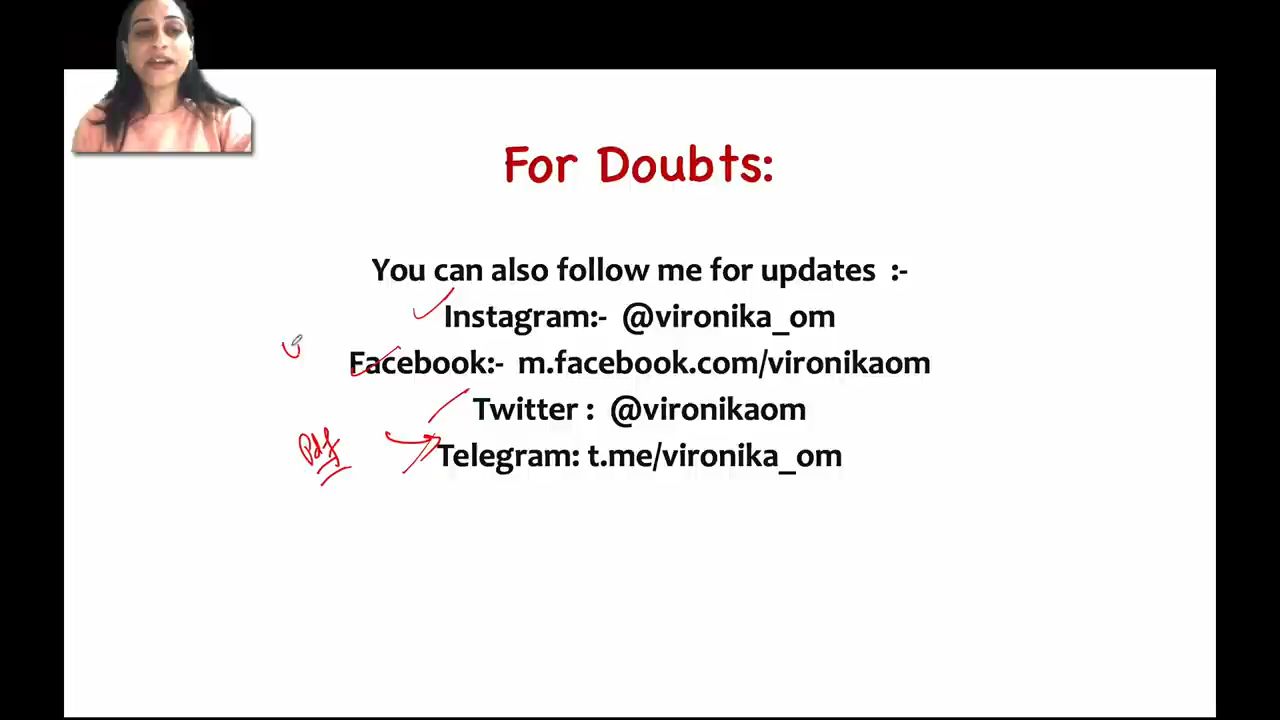 For Doubts:
You can also follow me for updates :-
Instagram:- @vironika_om
Facebook:- m.facebook.com/vironikaom
Twitter : @vironikaom
Pdf
Telegram: t.me/vironika_om